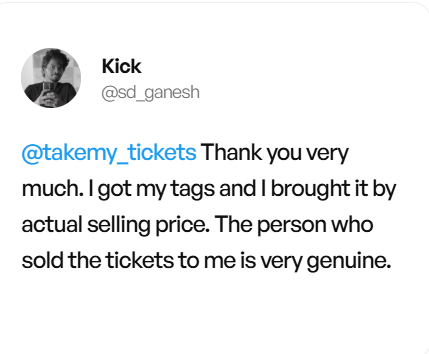 Kick
@sd_ganesh
@takemy_tickets Thank you very
much. I got my tags and I brought it by
actual selling price. The person who
sold the tickets to me is very genuine.